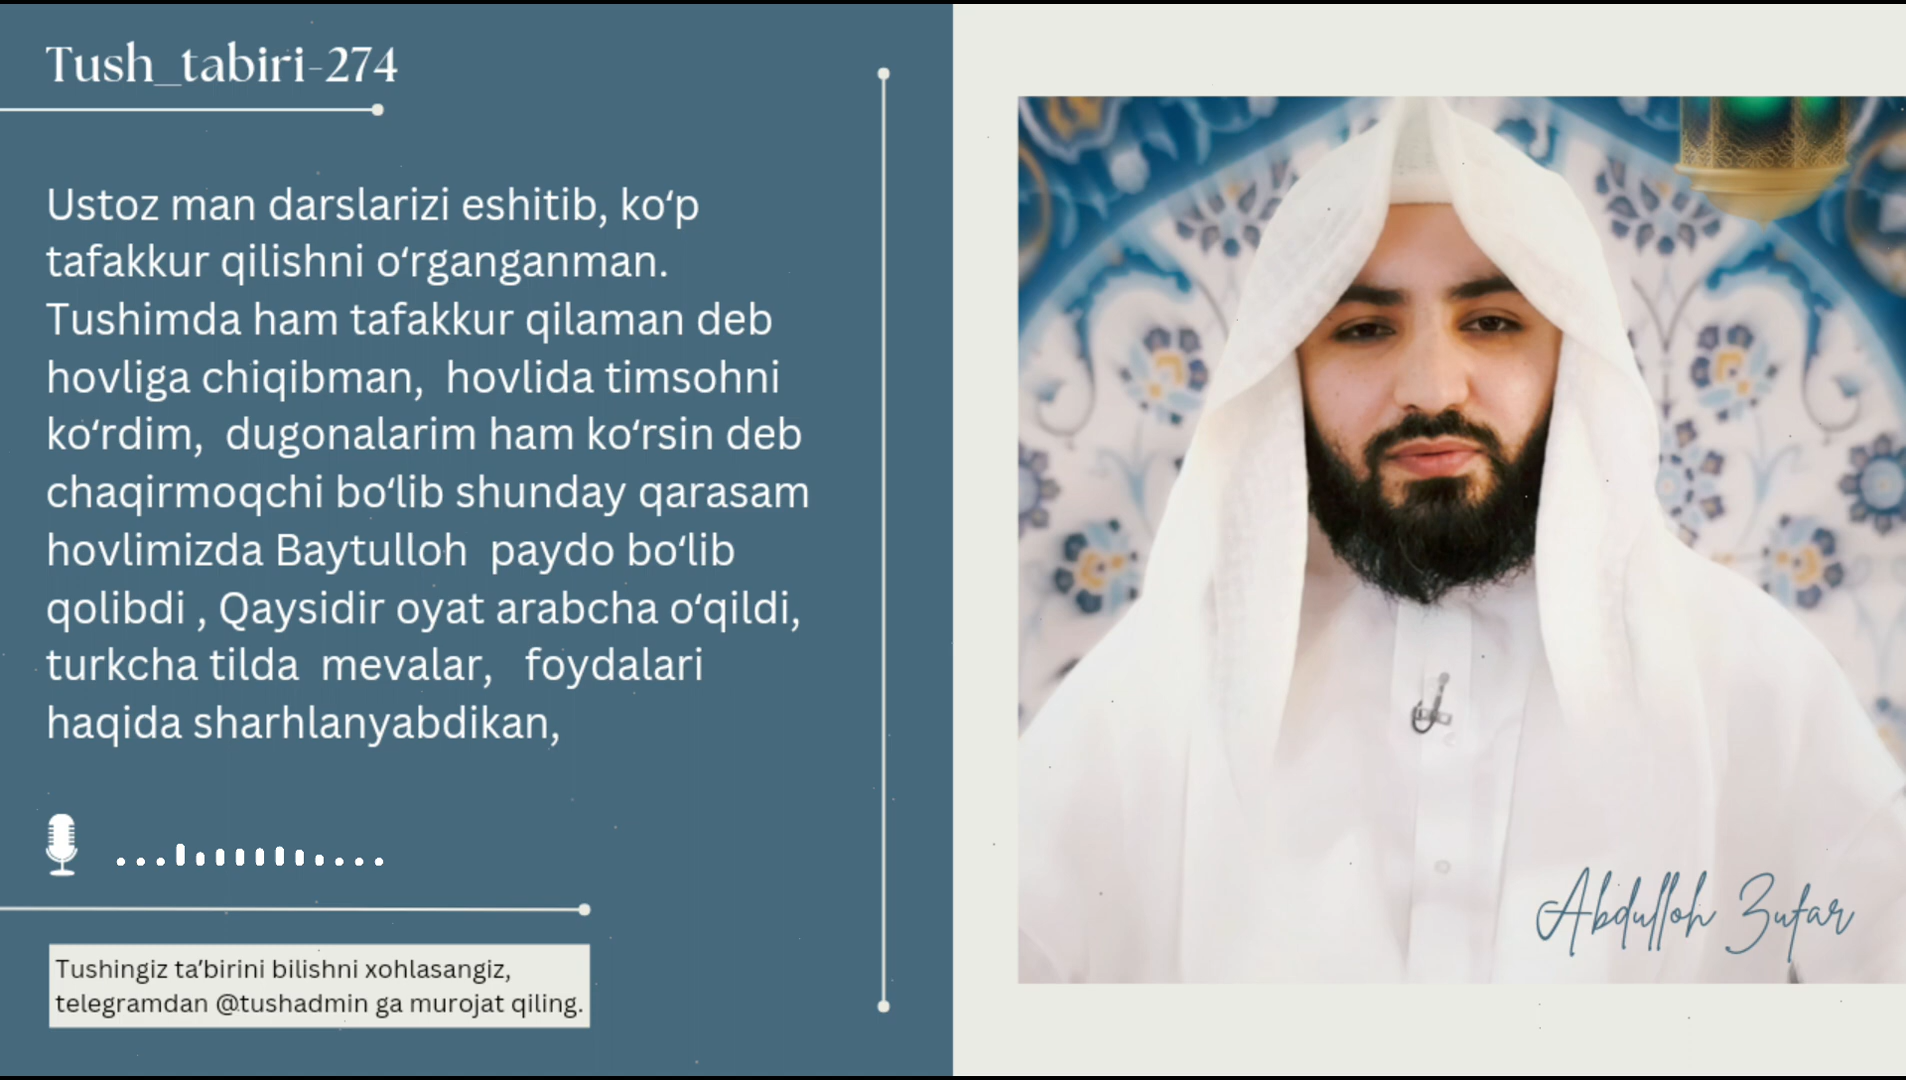 Tush_tabiri-274
Ustoz man darslarizi eshitib, ko‘p
tafakkur qilishni o‘rganganman.
Tushimda ham tafakkur qilaman deb
hovliga chiqibman, hovlida timsohni
ko‘rdim, dugonalarim ham ko‘rsin deb
chaqirmoqchi bo‘lib shunday qarasam
hovlimizda Baytulloh paydo bo‘lib
qolibdi , Qaysidir oyat arabcha o‘qildi,
turkcha tilda mevalar, foydalari
haqida sharhlanyabdikan,
Tushingiz ta’birini bilishni xohlasangiz,
telegramdan @tushadmin ga murojat qiling.
Abdulloh Zufar